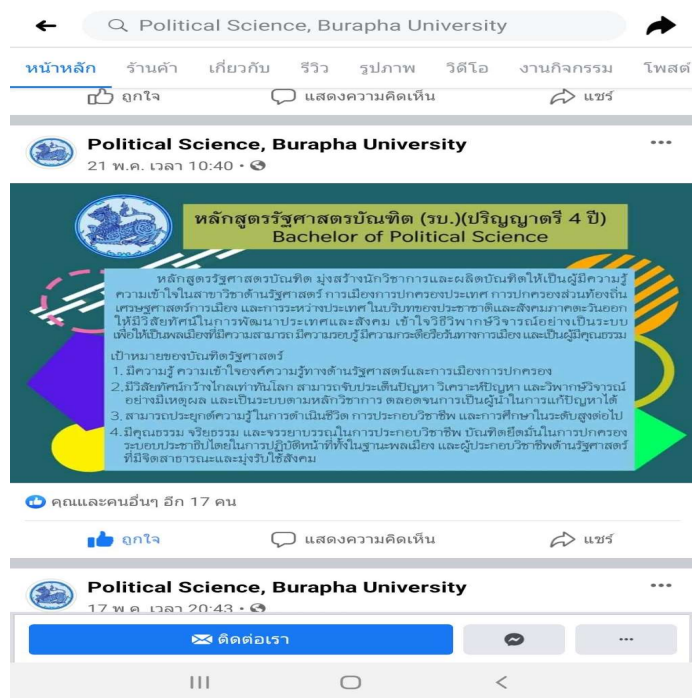 Political Science, Burapha University
หน้าหลัก ร้านค้า เกี่ยวกับ รีวิว รูปภาพ วิดีโอ งานกิจกรรม โพสต์
ถูกใจ แสดงความคิดเห็น แชร์
Political Science, Burapha University
21 พ.ค. เวลา 10:40 •
หลักสูตรรัฐศาสตรบัณฑิต (รบ.)(ปริญญาตรี 4 ปี)
Bachelor of Political Science
หลักสูตรรัฐศาสตรบัณฑิต มุ่งสร้างนักวิชาการและผลิตบัณฑิตให้เป็นผู้มีความรู้
ความเข้าใจในสาขาวิชาด้านรัฐศาสตร์ การเมืองการปกครองประเทศ การปกครองส่วนท้องถิ่น
เศรษฐศาสตร์การเมือง และการระหว่างประเทศ ในบริบทของประชาชาติและสังคมภาคตะวันออก
ให้มีวิสัยทัศน์ในการพัฒนาประเทศและสังคม เข้าใจวิธีวิพากษ์วิจารณ์อย่างเป็นระบบ
เพื่อให้เป็นพลเมืองที่มีความสามารถ มีความรอบรู้ มีความกระตือรือร้นทางการเมือง และเป็นผู้มีคุณธรรม
เป้าหมายของบัณฑิตรัฐศาสตร์
1. มีความรู้ ความเข้าใจองค์ความรู้ทางด้านรัฐศาสตร์และการเมืองการปกครอง
2. มีวิสัยทัศน์กว้างไกลเท่าทันโลก สามารถจับประเด็นปัญหา วิเคราะห์ปัญหา และวิพากษ์วิจารณ์
อย่างมีเหตุผล และเป็นระบบตามหลักวิชาการ ตลอดจนการเป็นผู้นำในการแก้ปัญหาได้
3. สามารถประยุกต์ความรู้ในการดำเนินชีวิต การประกอบวิชาชีพ และการศึกษาในระดับสูงต่อไป
4. มีคุณธรรม จริยธรรม และจรรยาบรรณในการประกอบวิชาชีพ บัณฑิตยึดมั่นในการปกครอง
ระบอบประชาธิปไตยในการปฏิบัติหน้าที่ทั้งในฐานะพลเมือง และผู้ประกอบวิชาชีพด้านรัฐศาสตร์
ที่มีจิตสาธารณะและมุ่งรับใช้สังคม
คุณและคนอื่นๆ อีก 17 คน
ถูกใจ แสดงความคิดเห็น แชร์
Political Science, Burapha University
17 พ.ค. เวลา 20:43 •
ติดต่อเรา